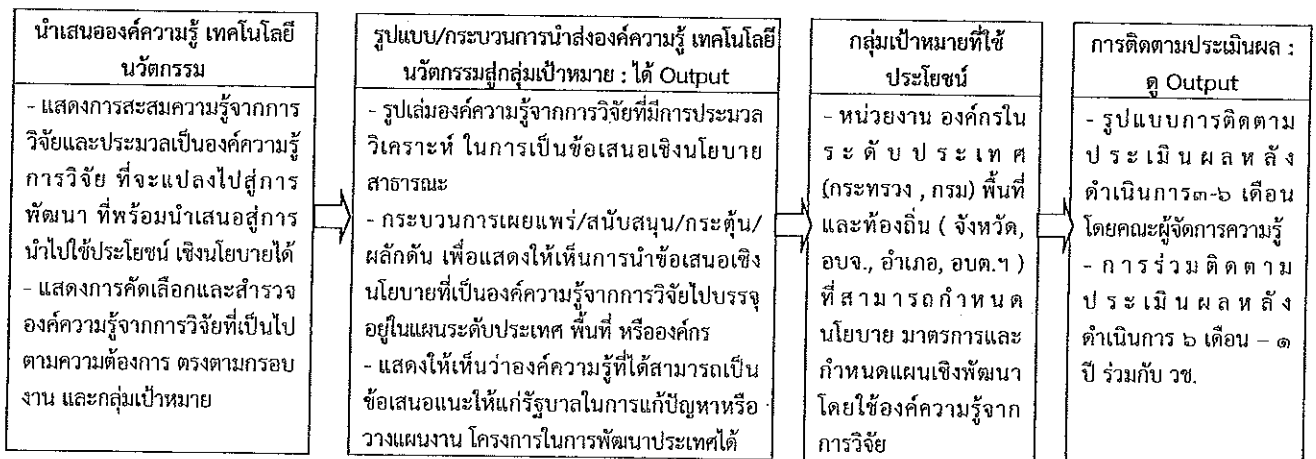 นำเสนอองค์ความรู้ เทคโนโลยี
นวัตกรรม
- แสดงการสะสมความรู้จากการ
วิจัยและประมวลเป็นองค์ความรู้
การวิจัย ที่จะแปลงไปสู่การ
พัฒนา ที่พร้อมนำเสนอสู่การ
นำไปใช้ประโยชน์ เชิงนโยบายได้
- แสดงการคัดเลือกและสำรวจ
องค์ความรู้จากการวิจัยที่เป็นไป
ตามความต้องการ ตรงตามกรอบ
งาน และกลุ่มเป้าหมาย
รูปแบบ/กระบวนการนำส่งองค์ความรู้ เทคโนโลยี
นวัตกรรมสู่กลุ่มเป้าหมาย : ได้ Output
- รูปเล่มองค์ความรู้จากการวิจัยที่มีการประมวล
วิเคราะห์ ในการเป็นข้อเสนอเชิงนโยบาย
สาธารณะ
- กระบวนการเผยแพร่/สนับสนุน/กระตุ้น/
ผลักดัน เพื่อแสดงให้เห็นการนำข้อเสนอเชิง
นโยบายที่เป็นองค์ความรู้จากการวิจัยไปบรรจุ
อยู่ในแผนระดับประเทศ พื้นที่ หรือองค์กร
- แสดงให้เห็นว่าองค์ความรู้ที่ได้สามารถเป็น
ข้อเสนอแนะให้แก่รัฐบาลในการแก้ปัญหาหรือ
วางแผนงาน โครงการในการพัฒนาประเทศได้
กลุ่มเป้าหมายที่ใช้
ประโยชน์
- หน่วยงาน องค์กรใน
ระดับประเทศ
(กระทรวง , กรม) พื้นที่
และท้องถิ่น ( จังหวัด,
อบจ., อำเภอ, อบต.ฯ )
ที่สามารถกำหนด
นโยบาย มาตรการและ
กำหนดแผนเชิงพัฒนา
โดยใช้องค์ความรู้จาก
การวิจัย
การติดตามประเมินผล :
ดู Output
- รูปแบบการติดตาม
ประเมินผลหลัง
ดำเนินการ๓-๖ เดือน
โดยคณะผู้จัดการความรู้
- การร่วมติดตาม
ประเมินผลหลัง
ดำเนินการ ๖ เดือน – ๑
ปี ร่วมกับ วช.